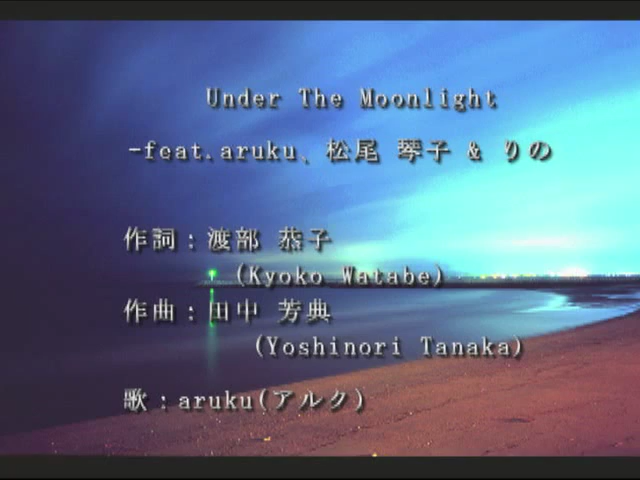 Under The Moonlight
-feat.aruku、松尾 琴子 & りの
作詞：渡部 恭子
(Kyoko Watabe)
作曲：田中 芳典
(Yoshinori Tanaka)
歌：aruku(アルク)